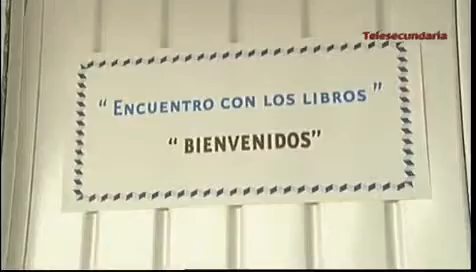 Telesecundaria
“ ENCUENTRO CON LOS LIBROS ”
“ BIENVENIDOS”